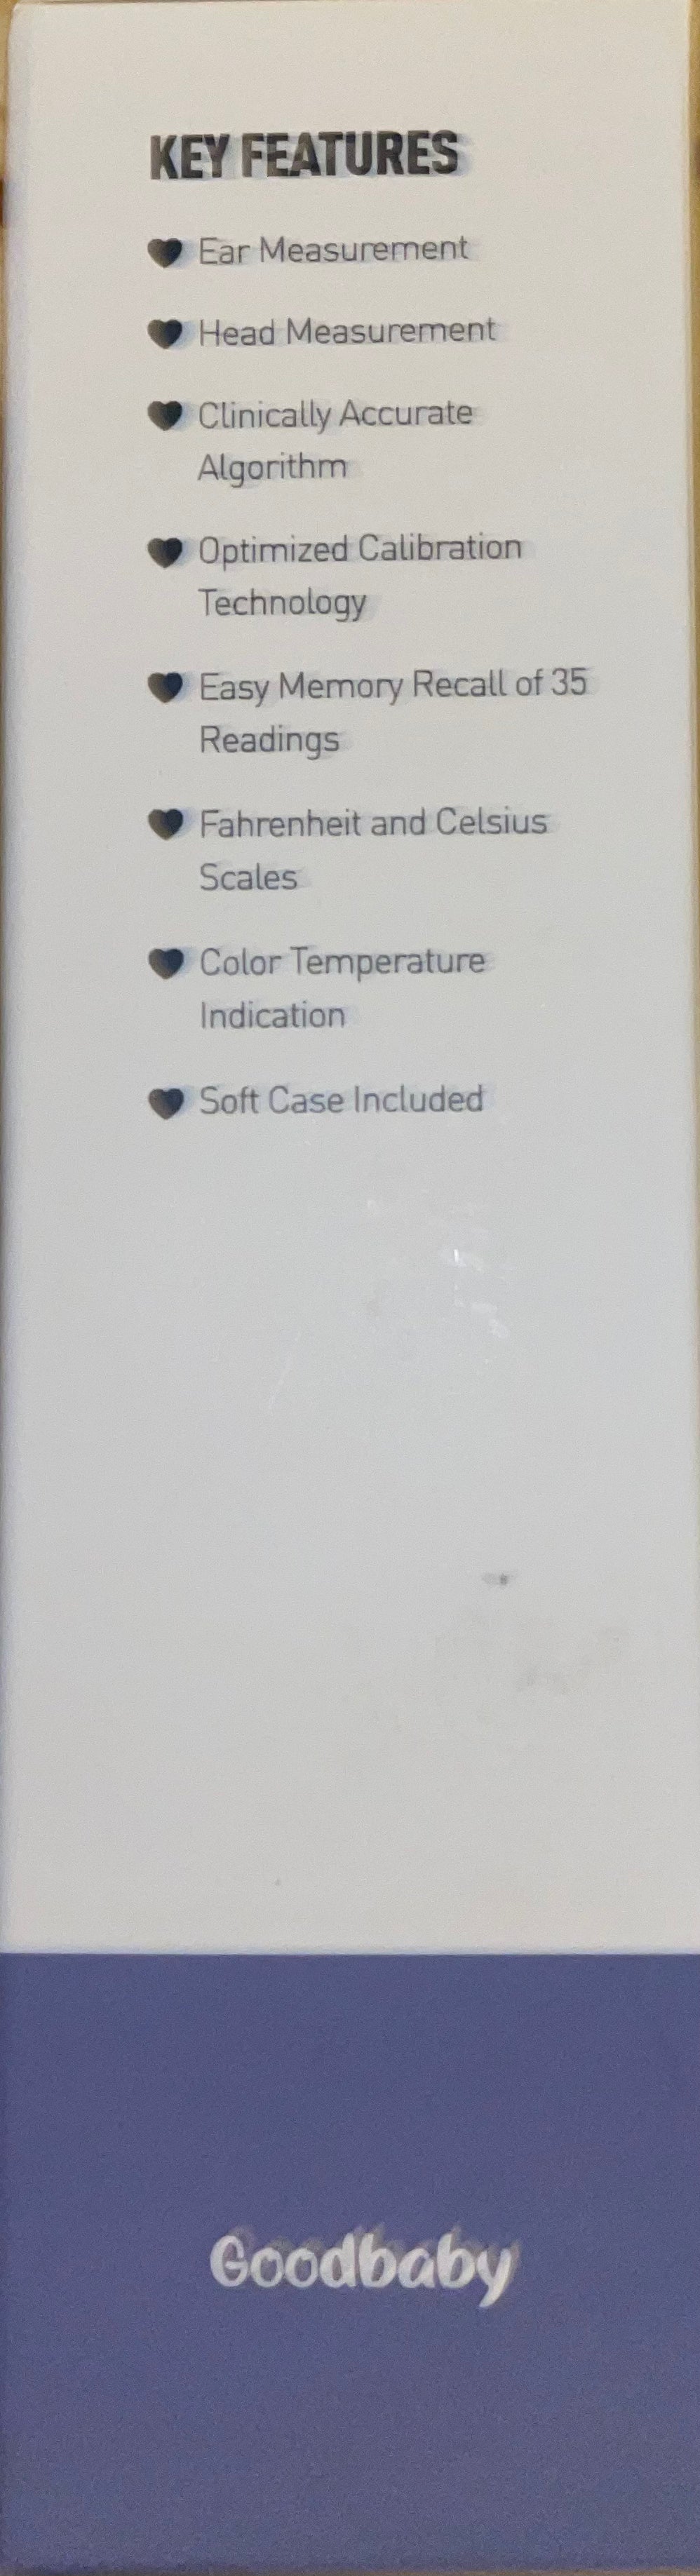 KEY FEATURES
Ear Measurement
Head Measurement
Clinically Accurate
Algorithm
Optimized Calibration
Technology
Easy Memory Recall of 35
Readings
Fahrenheit and Celsius
Scales
Color Temperature
Indication
Soft Case Included
Goodbaby